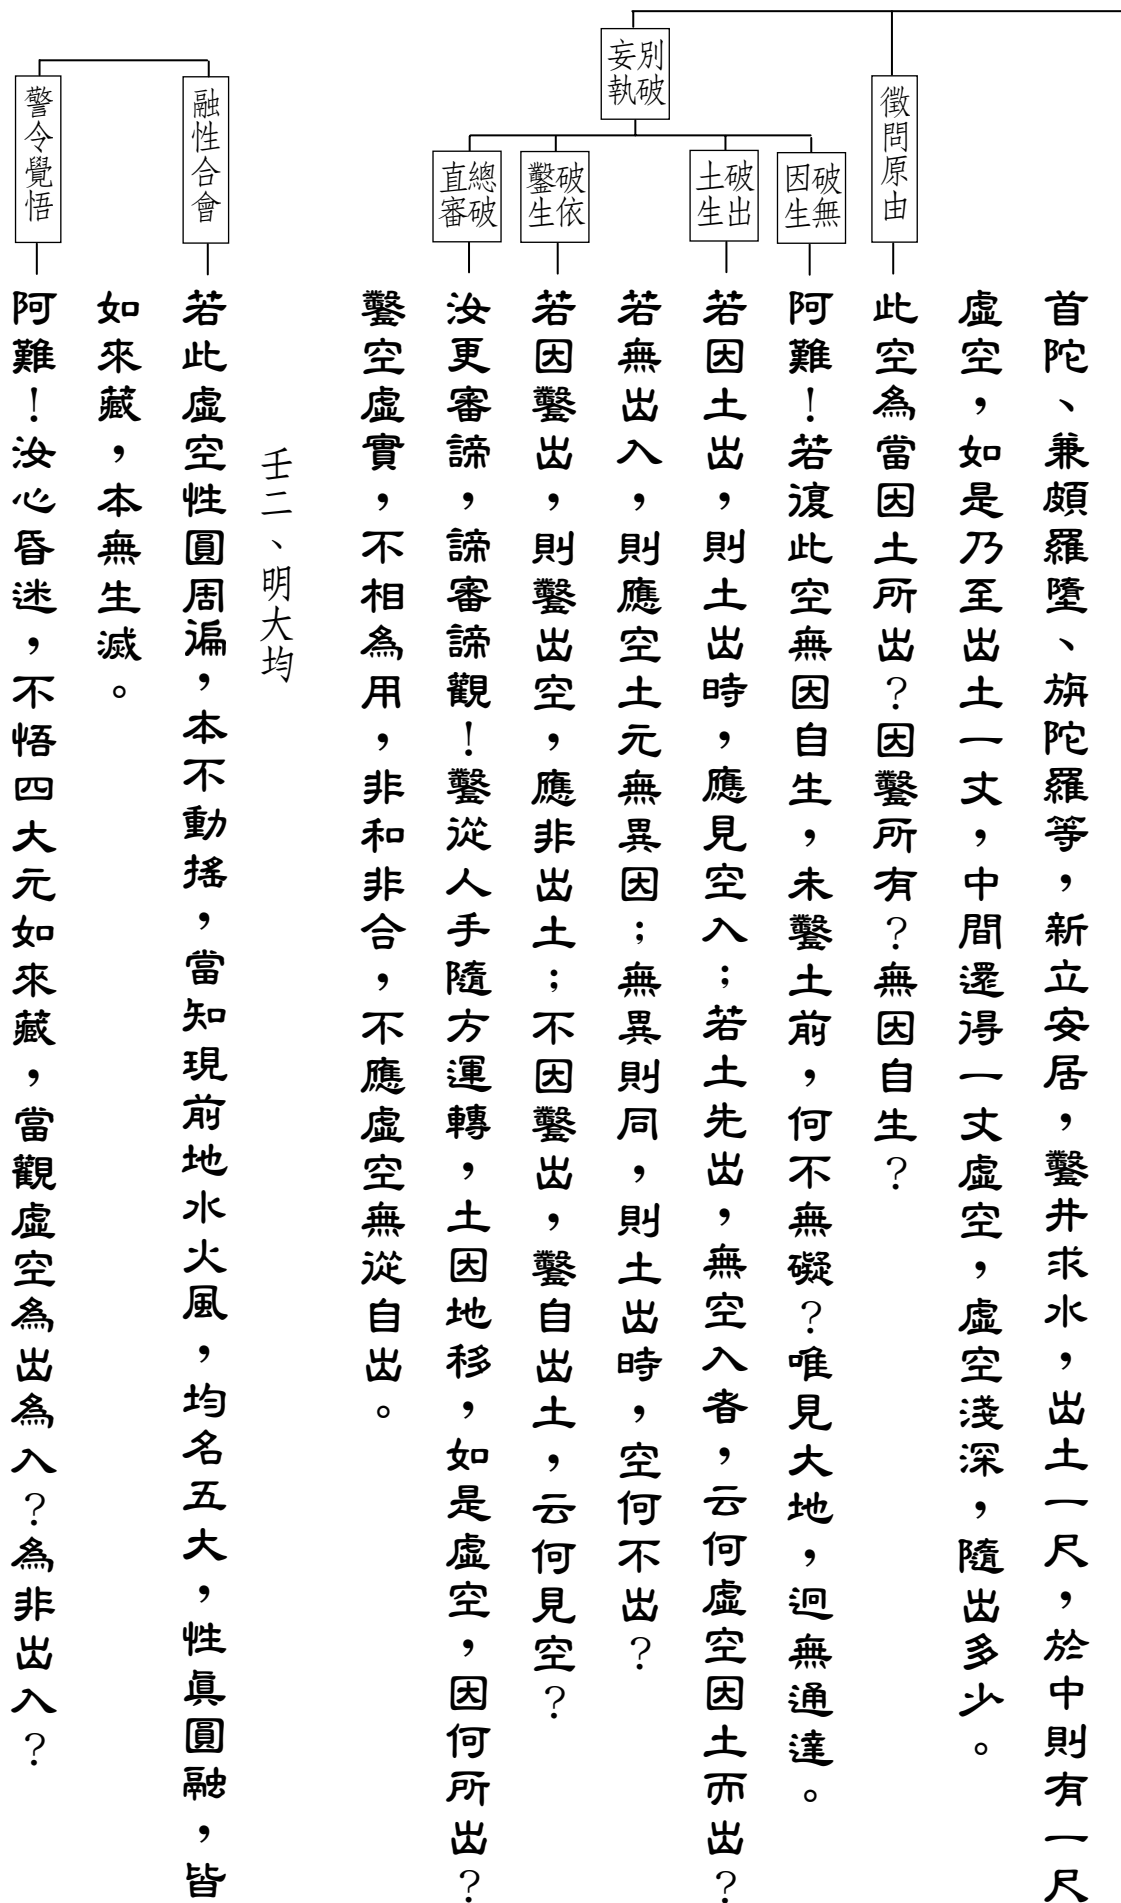 首陀、兼頗羅墮、旃陀羅等，新立安居，鑿井求水，出土一尺，於中則有一尺
虛空，如是乃至出土一丈，中間還得一丈虛空，虛空淺深，隨出多少。
徵問原由
此空為當因土所出？因鑿所有？無因自生？
別破
妄執
破無
因生
阿難！若復此空無因自生，未鑿土前，何不無礙？唯見大地，迥無通達。
破出
土生
若因土出，則土出時，應見空入；若土先出，無空入者，云何虛空因土而出？
若無出入，則應空土元無異因；無異則同，則土出時，空何不出？
破依
鑿生
若因鑿出，則鑿出空，應非出土；不因鑿出，鑿自出土，云何見空？
總破
直審
汝更審諦，諦審諦觀！鑿從人手隨方運轉，土因地移，如是虛空，因何所出？
鑿空虛實，不相為用，非和非合，不應虛空無從自出。
壬二、明大均
融性合會
若此虛空性圓周遍，本不動搖，當知現前地水火風，均名五大，性真圓融，皆
如來藏，本無生滅。
警令覺悟
阿難！汝心昏迷，不悟四大元如來藏，當觀虛空為出為入？為非出入？